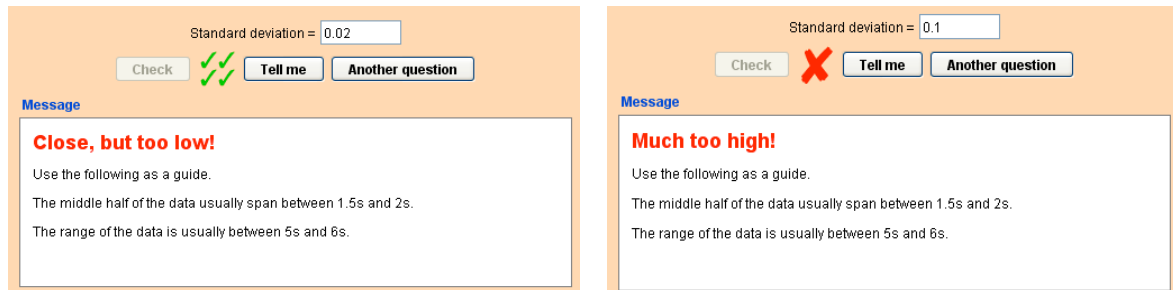 Standard deviation = 0.02
Check Tell me Another question
Message
Close, but too low!
Use the following as a guide.
The middle half of the data usually span between 1.5s and 2s.
The range of the data is usually between 5s and 6s.
Standard deviation = 0.1
Check Tell me Another question
Message
Much too high!
Use the following as a guide.
The middle half of the data usually span between 1.5s and 2s.
The range of the data is usually between 5s and 6s.